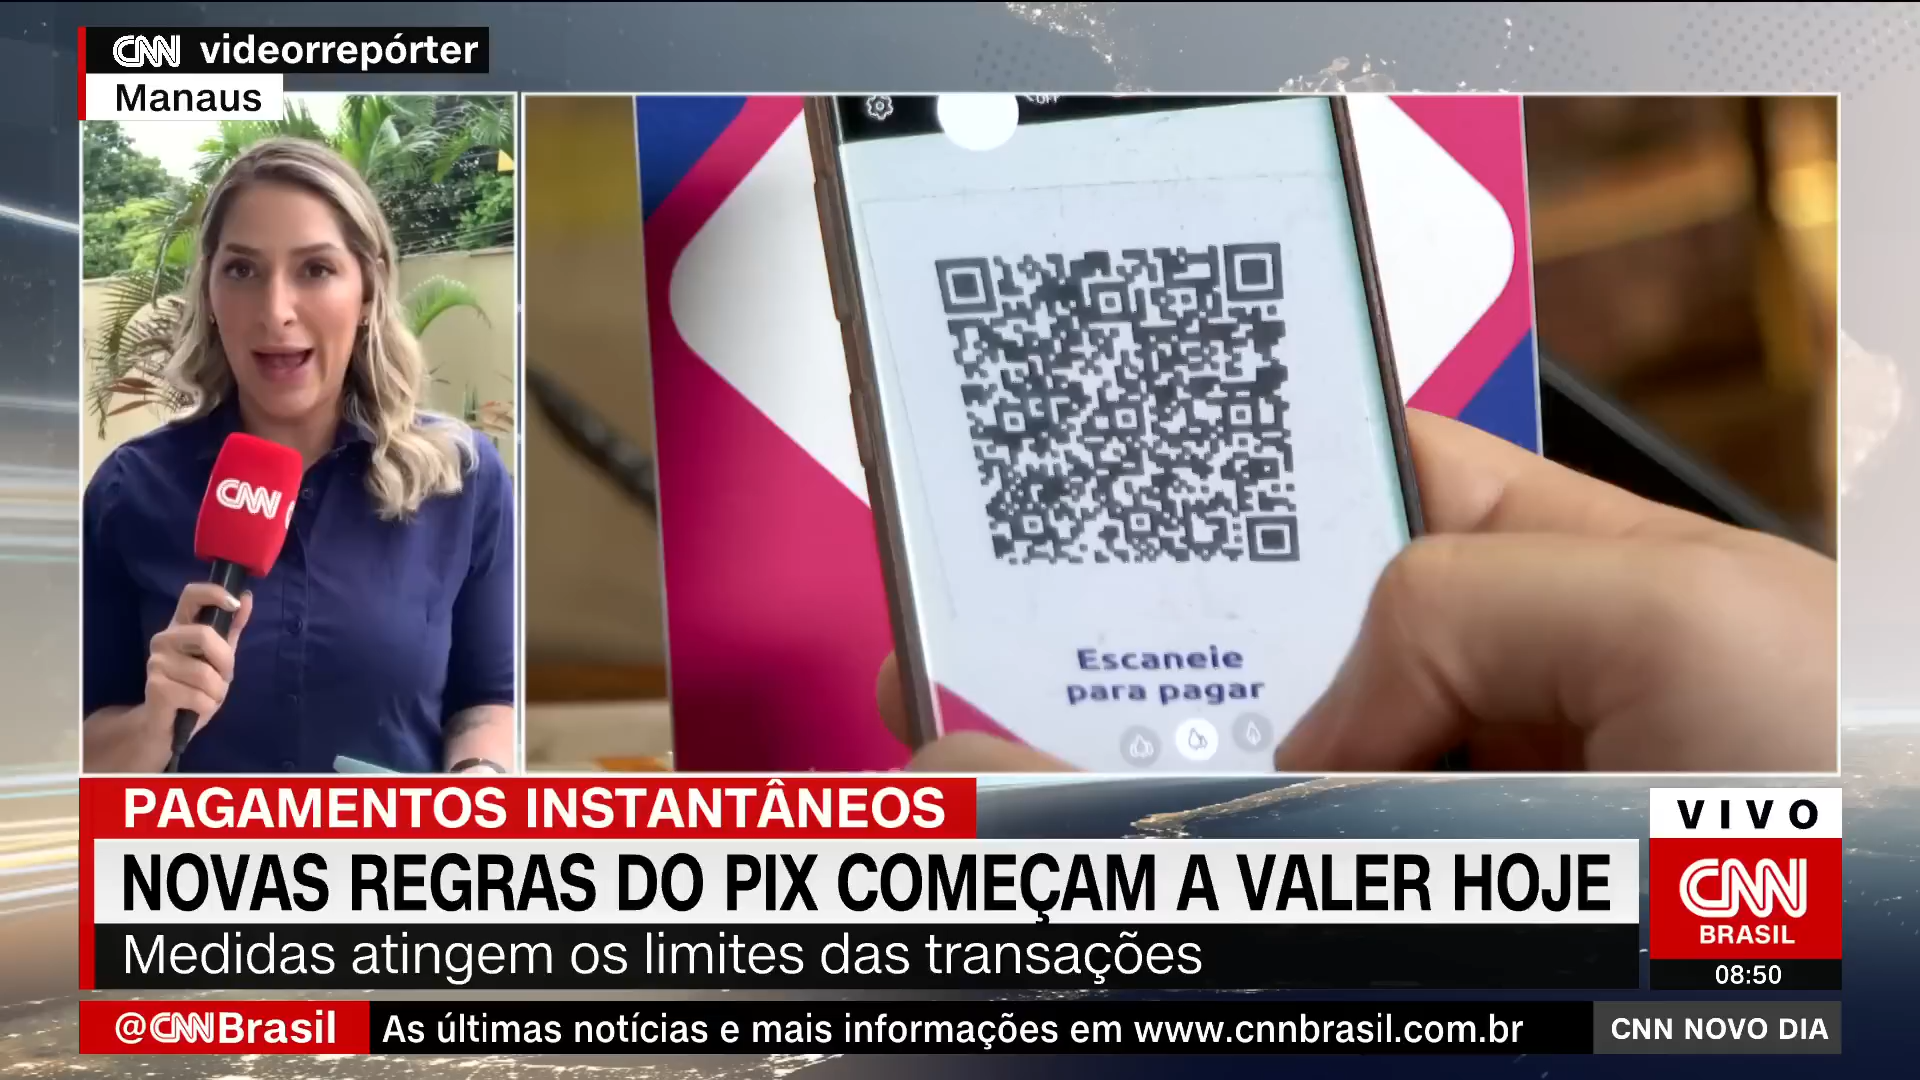 CNN videorrepórter
Manaus
OFF
CNN
Escaneie
para pagar
PAGAMENTOS INSTANTÂNEOS
NOVAS REGRAS DO PIX COMEÇAM A VALER HOJE
Medidas atingem os limites das transações
VIVO
CNN
BRASIL
08:50
@CNNBrasil
As últimas notícias e mais informações em www.cnnbrasil.com.br
CNN NOVO DIA